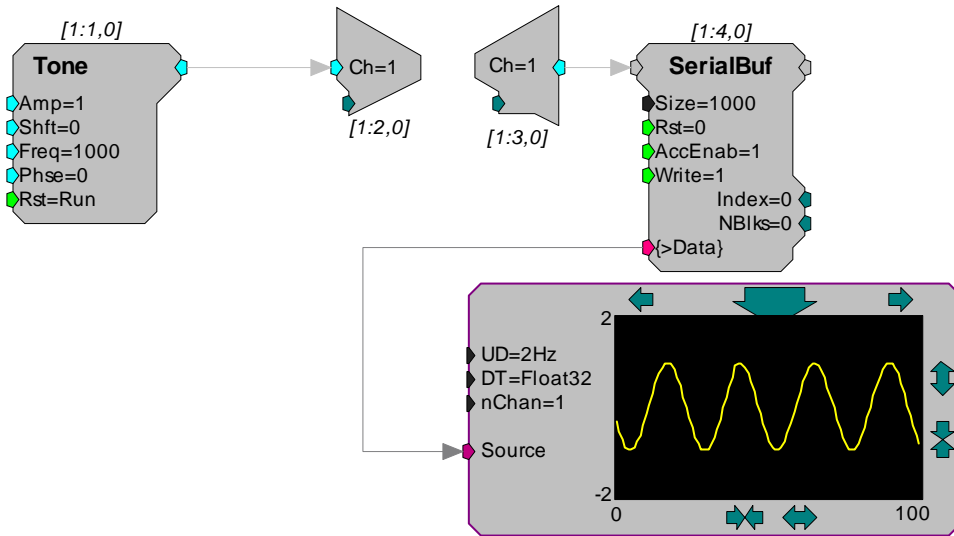 [1:1,0]
Tone
Amp=1
Shft=0
Freq=1000
Phse=0
Rst=Run
Ch=1
[1:2,0]
Ch=1
[1:3,0]
[1:4,0]
SerialBuf
Size=1000
Rst=0
AccEnab=1
Write=1
Index=0
NBlks=0
{>Data}
UD=2Hz
DT=Float32
nChan=1
Source
2
-2
0
100